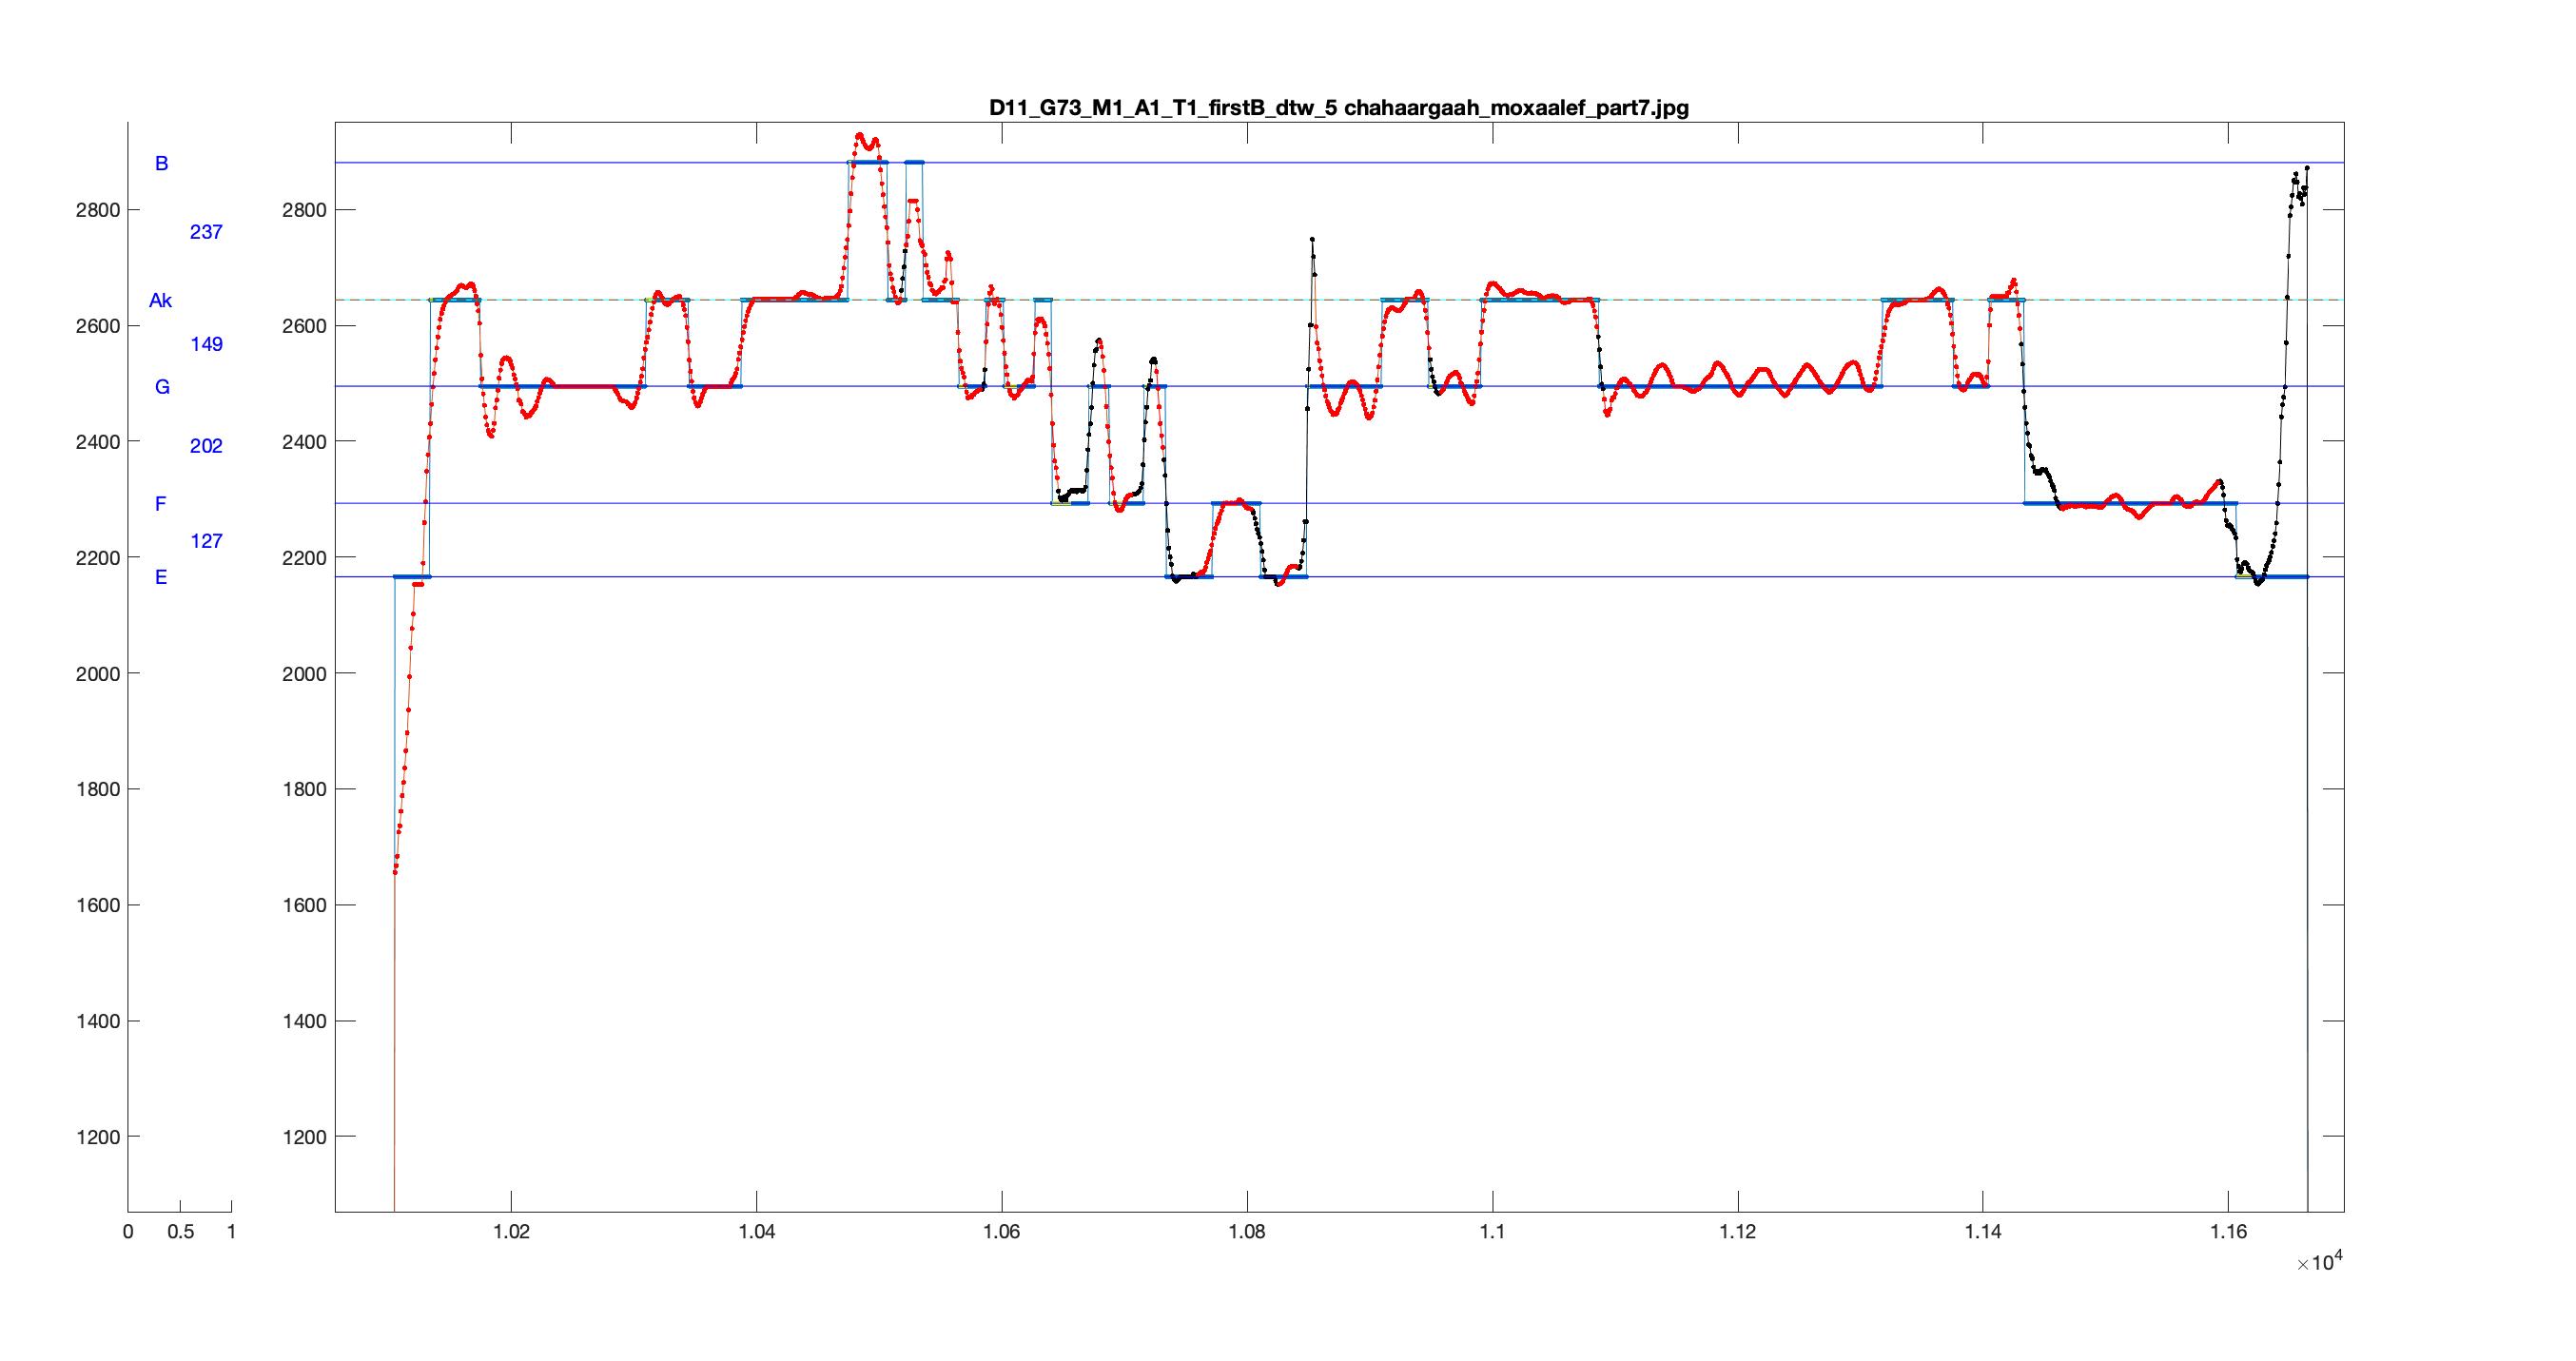 D11_G73_M1_A1_T1_firstB_dtw_5 chahaargaah_moxaalef_part7.jpg
B
2800 2800
237
Ak
2600 2600
149
G
2400 2400
202
F
127
2200 2200
E
2000 2000
1800 1800
1600 1600
1400 1400
1200 1200
0 0.5 1 1.02 1.04 1.06 1.08 1.1 1.12 1.14 1.16
×10^4